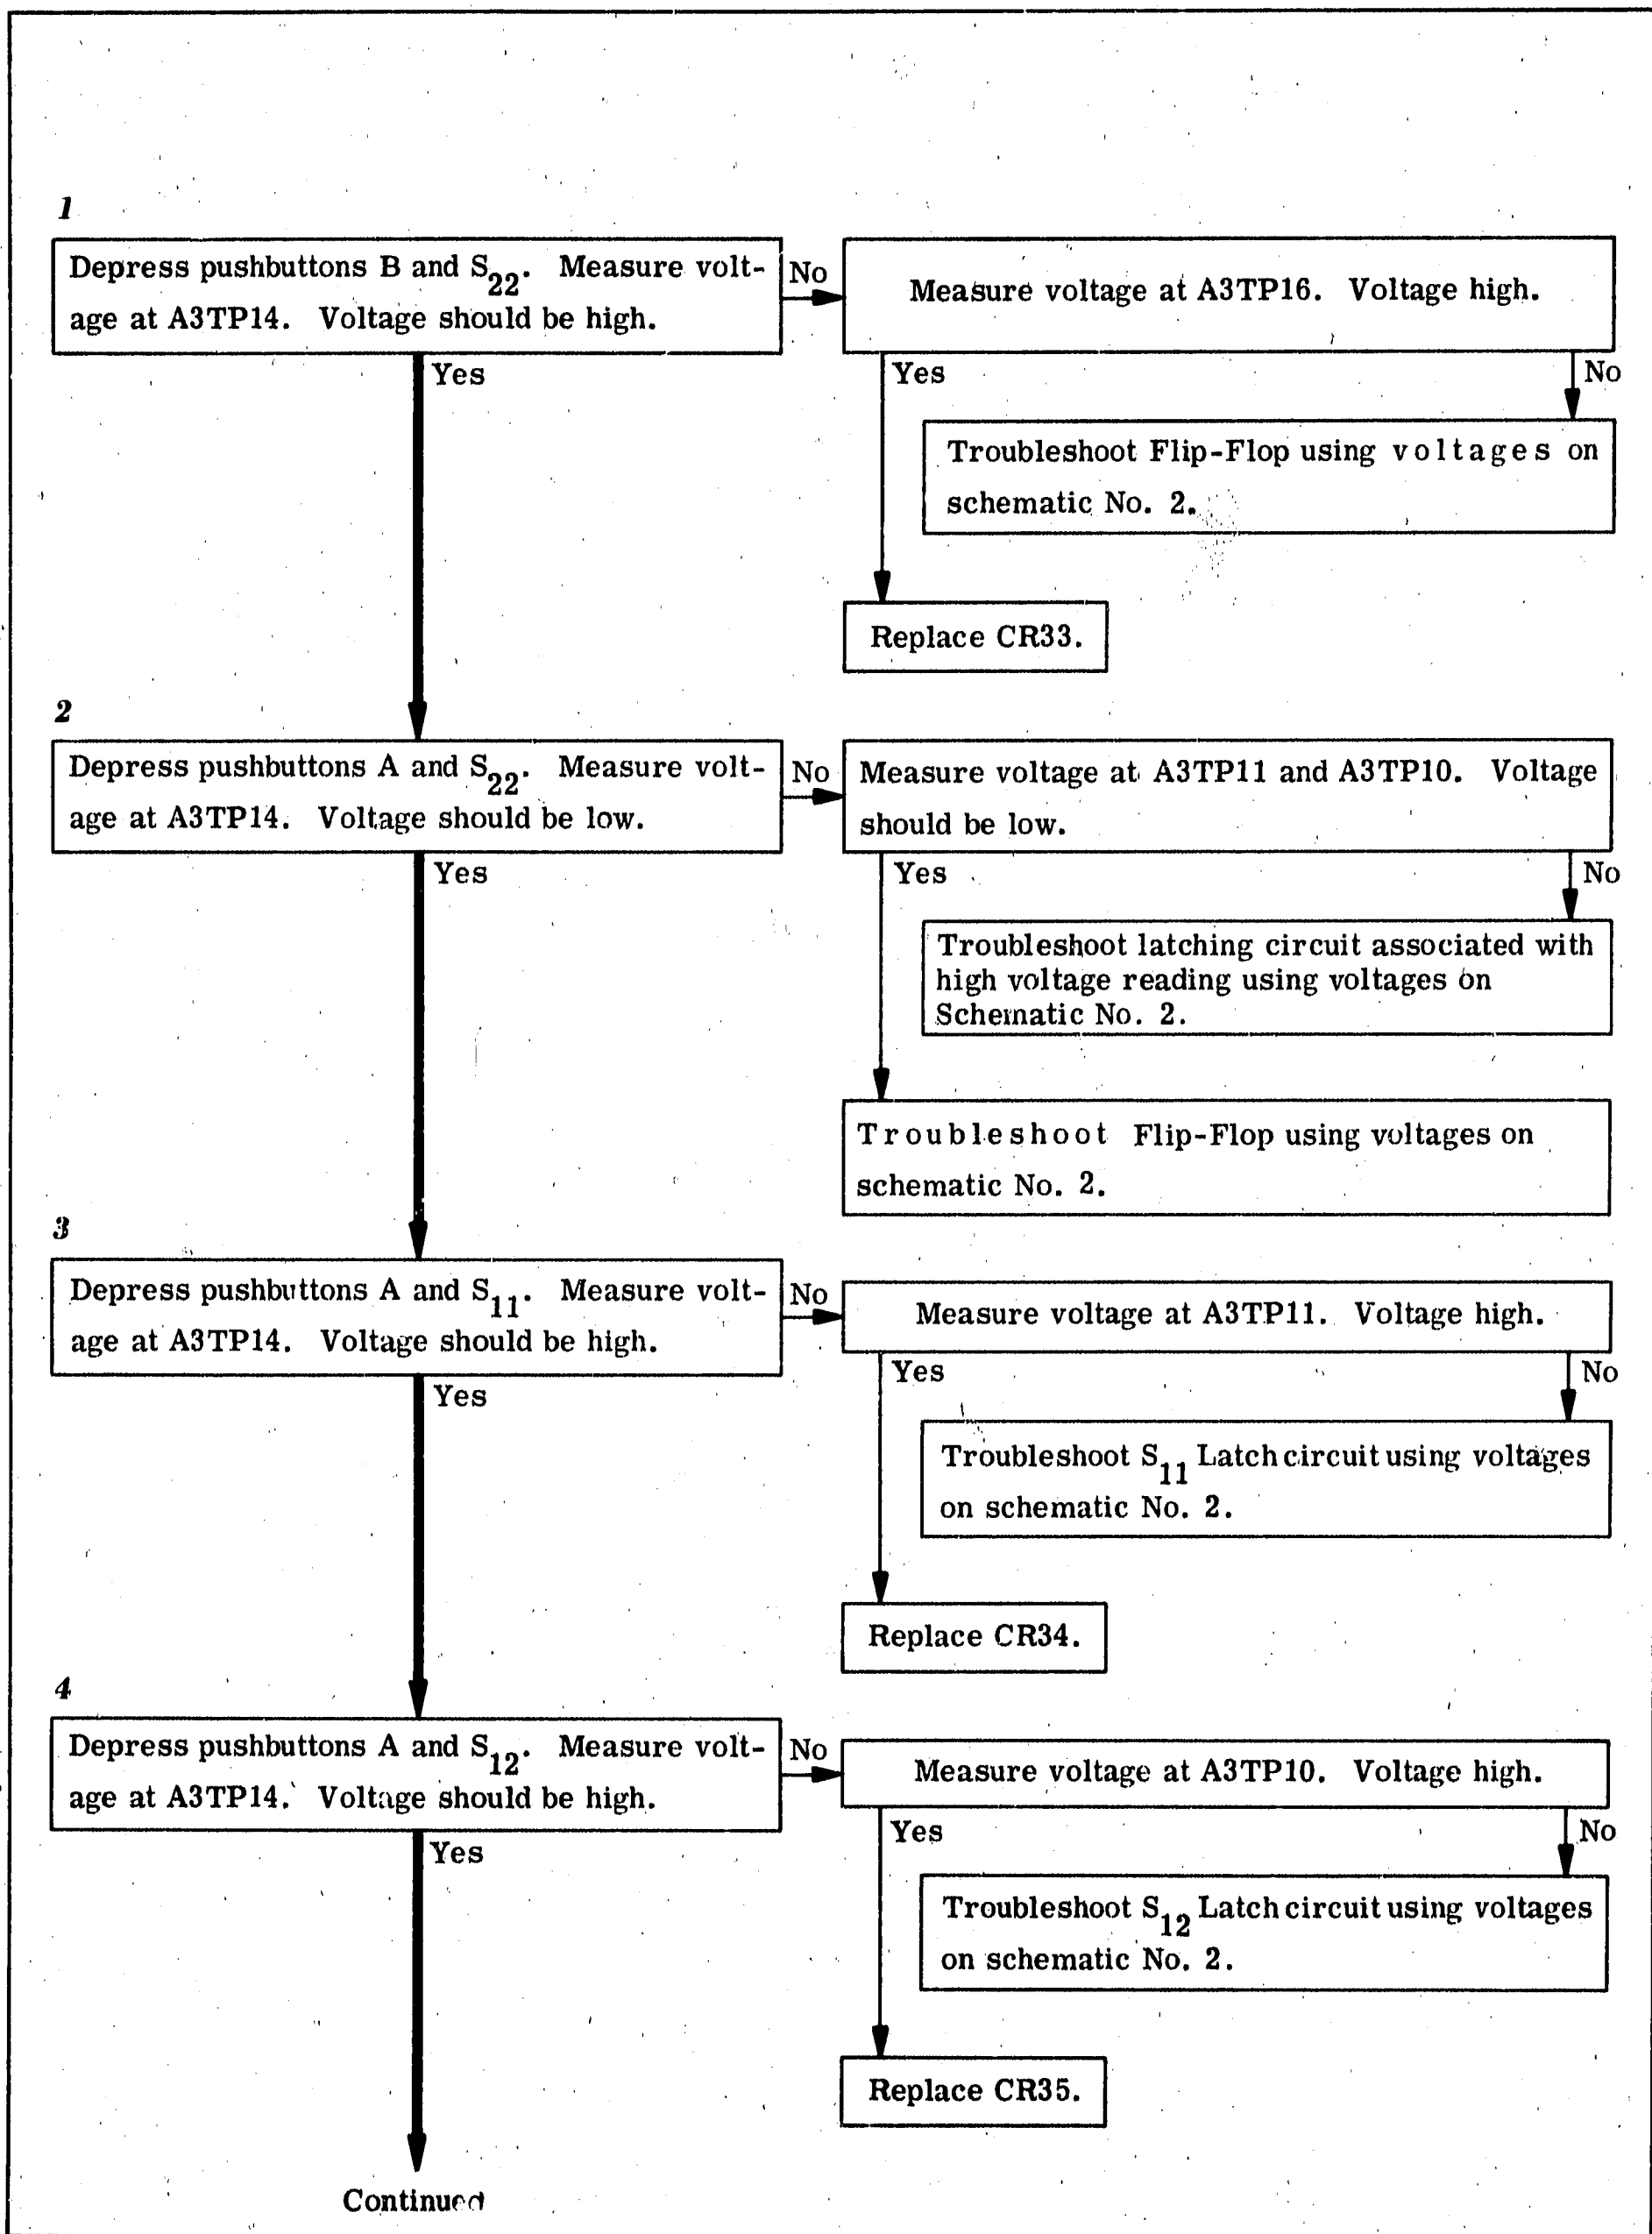 1
Depress pushbuttons B and S22. Measure volt-
age at A3TP14. Voltage should be high.
No
Measure voltage at A3TP16. Voltage high.
Yes
Yes
No
Troubleshoot Flip-Flop using voltages on
schematic No. 2.
Replace CR33.
2
Depress pushbuttons A and S22. Measure volt-
age at A3TP14. Voltage should be low.
No
Measure voltage at A3TP11 and A3TP10. Voltage
should be low.
Yes
Yes
No
Troubleshoot latching circuit associated with
high voltage reading using voltages on
Schematic No. 2.
Troubleshoot Flip-Flop using voltages on
schematic No. 2.
3
Depress pushbuttons A and S11. Measure volt-
age at A3TP14. Voltage should be high.
No
Measure voltage at A3TP11. Voltage high.
Yes
Yes
No
Troubleshoot S11 Latch circuit using voltages
on schematic No. 2.
Replace CR34.
4
Depress pushbuttons A and S12. Measure volt-
age at A3TP14. Voltage should be high.
No
Measure voltage at A3TP10. Voltage high.
Yes
Yes
No
Troubleshoot S12 Latch circuit using voltages
on schematic No. 2.
Replace CR35.
Continued